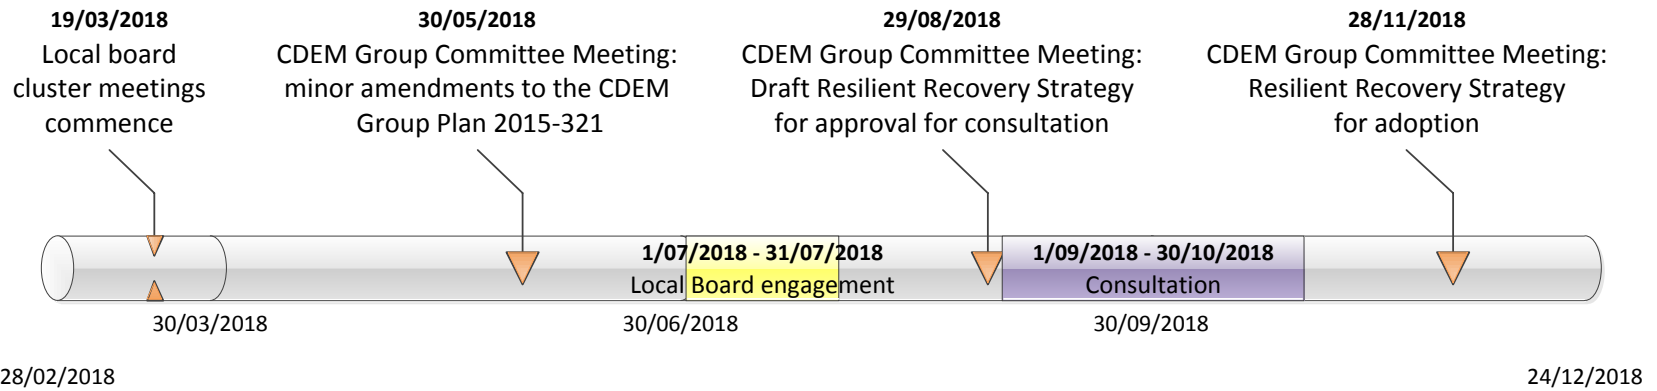 19/03/2018
Local board
cluster meetings
commence
30/05/2018
CDEM Group Committee Meeting:
minor amendments to the CDEM
Group Plan 2015-321
29/08/2018
CDEM Group Committee Meeting:
Draft Resilient Recovery Strategy
for approval for consultation
28/11/2018
CDEM Group Committee Meeting:
Resilient Recovery Strategy
for adoption
1/07/2018 - 31/07/2018
Local Board engagement
1/09/2018 - 30/10/2018
Consultation
30/03/2018
30/06/2018
30/09/2018
28/02/2018
24/12/2018